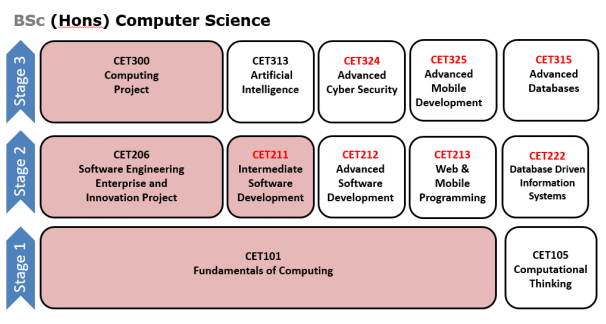 BSc (Hons) Computer Science
Stage 3
CET300
Computing
Project
CET313
Artificial
Intelligence
CET324
Advanced
Cyber Security
CET325
Advanced
Mobile
Development
CET315
Advanced
Databases
Stage 2
CET206
Software Engineering
Enterprise and
Innovation Project
CET211
Intermediate
Software
Development
CET212
Advanced
Software
Development
CET213
Web &
Mobile
Programming
CET222
Database Driven
Information
Systems
Stage 1
CET101
Fundamentals of Computing
CET105
Computational
Thinking